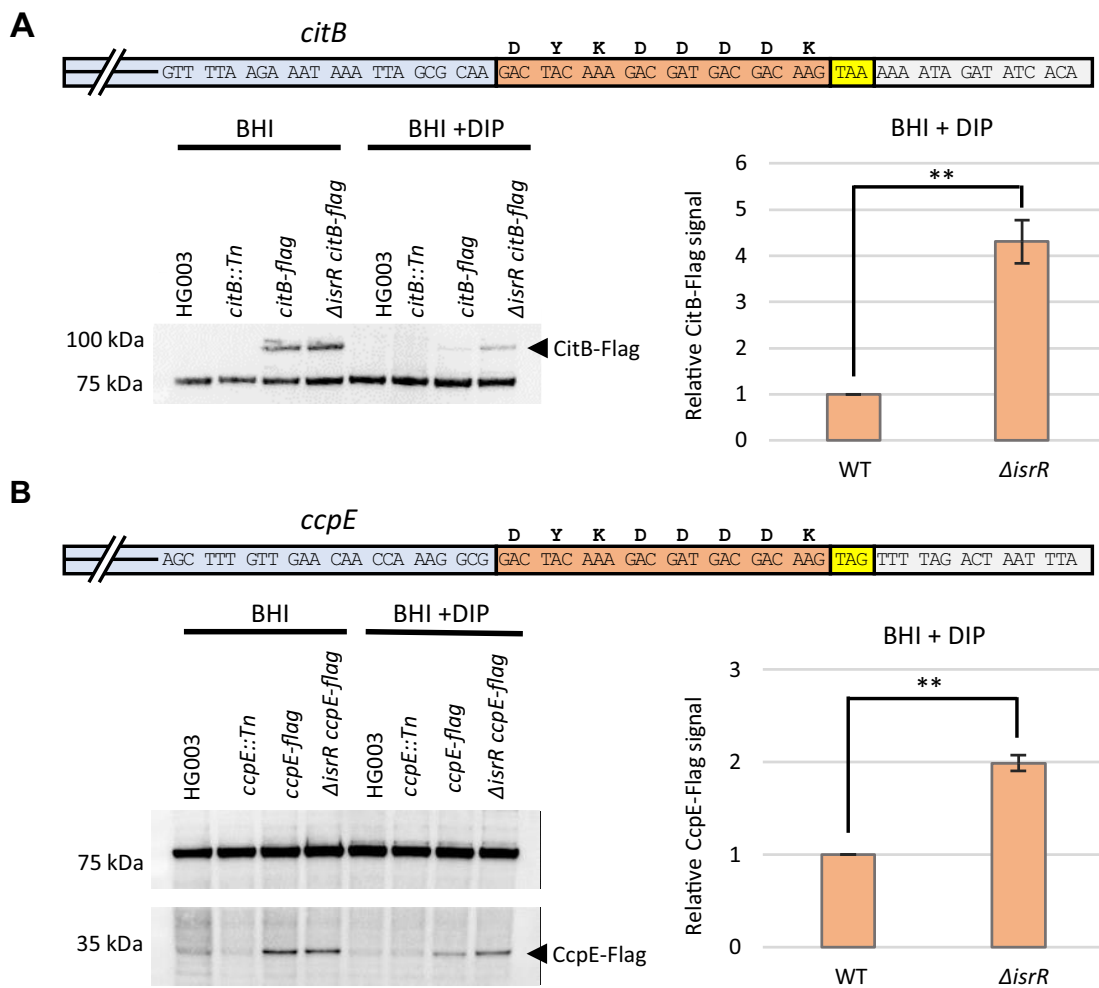 A
citB
D Y K D D D D K
GTT TTA AGA AAT AAA TTA GCG CAA GAC TAC AAA GAC GAT GAC GAC AAG TAA AAA ATA GAT ATC ACA
BHI
BHI +DIP
HG003
citB::Tn
citB-flag
ΔisrR citB-flag
HG003
citB::Tn
citB-flag
ΔisrR citB-flag
100 kDa
75 kDa
CitB-Flag
BHI + DIP
Relative CitB-Flag signal
6
5
4
3
2
1
0
**
WT
ΔisrR
B
ccpE
D Y K D D D D K
AGC TTT GTT GAA CAA CCA AAG GCG GAC TAC AAA GAC GAT GAC GAC AAG TAG TTT TAG ACT AAT TTA
BHI
BHI +DIP
HG003
ccpE::Tn
ccpE-flag
ΔisrR ccpE-flag
HG003
ccpE::Tn
ccpE-flag
ΔisrR ccpE-flag
75 kDa
35 kDa
CcpE-Flag
BHI + DIP
Relative CcpE-Flag signal
3
2
1
0
**
WT
ΔisrR